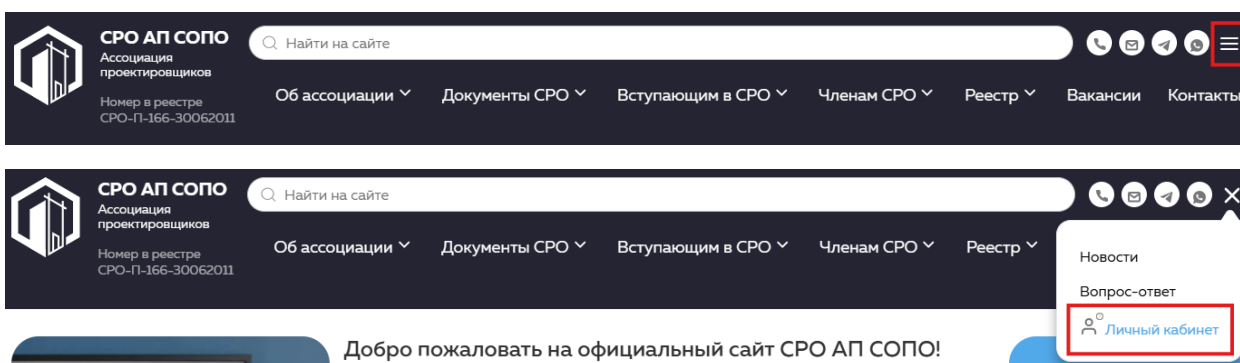 СРО АП СОПО
Ассоциация
проектировщиков
Номер в реестре
СРО-П-166-30062011
Найти на сайте
Об ассоциации Документы СРО Вступающим в СРО Членам СРО Реестр Вакансии Контакты
СРО АП СОПО
Ассоциация
проектировщиков
Номер в реестре
СРО-П-166-30062011
Найти на сайте
Об ассоциации Документы СРО Вступающим в СРО Членам СРО Реестр
Новости
Вопрос-ответ
Личный кабинет
Добро пожаловать на официальный сайт СРО АП СОПО!